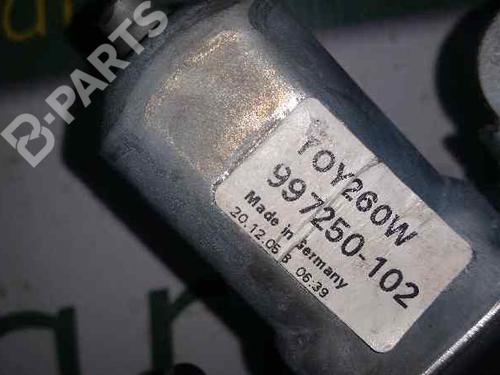 B-PARTS
TOY260W
997250-102
Made in Germany
20.12.05 B 06:39